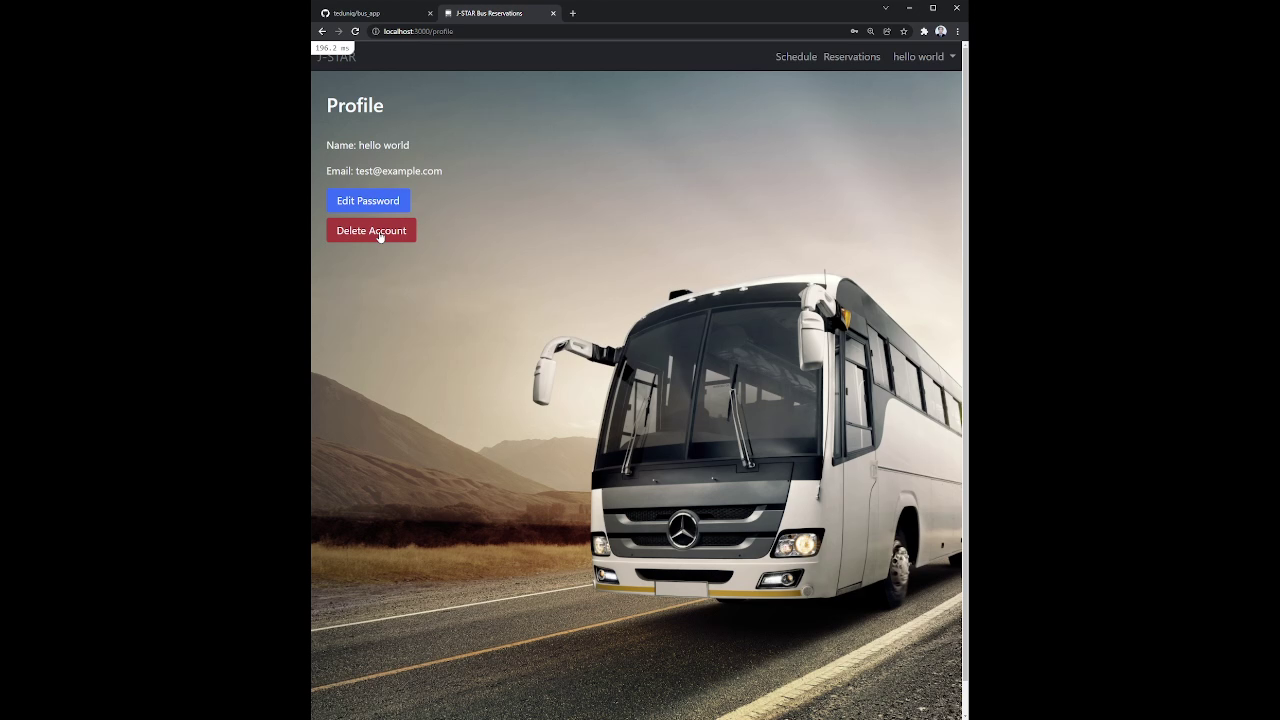 teduniq/bus_app
J-STAR Bus Reservations
localhost:3000/profile
196.2 ms
J-STAR
Schedule Reservations hello world
Profile
Name: hello world
Email: test@example.com
Edit Password
Delete Account